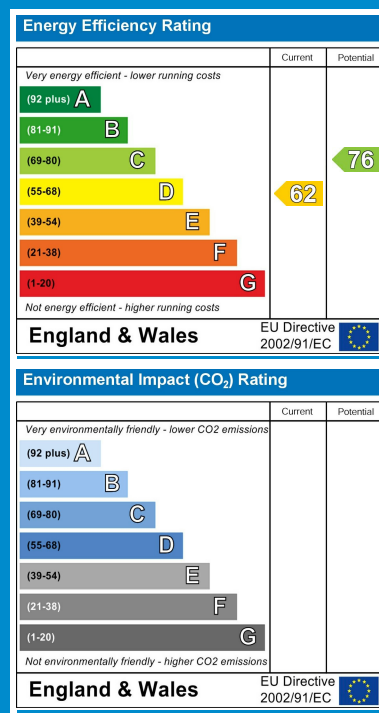 Energy Efficiency Rating
Current Potential
Very energy efficient - lower running costs
(92 plus) A
(81-91) B
(69-80) C
76
(55-68) D
62
(39-54) E
(21-38) F
(1-20) G
Not energy efficient - higher running costs
England & Wales
EU Directive
2002/91/EC
Environmental Impact (CO₂) Rating
Current Potential
Very environmentally friendly - lower CO2 emissions
(92 plus) A
(81-91) B
(69-80) C
(55-68) D
(39-54) E
(21-38) F
(1-20) G
Not environmentally friendly - higher CO2 emissions
England & Wales
EU Directive
2002/91/EC